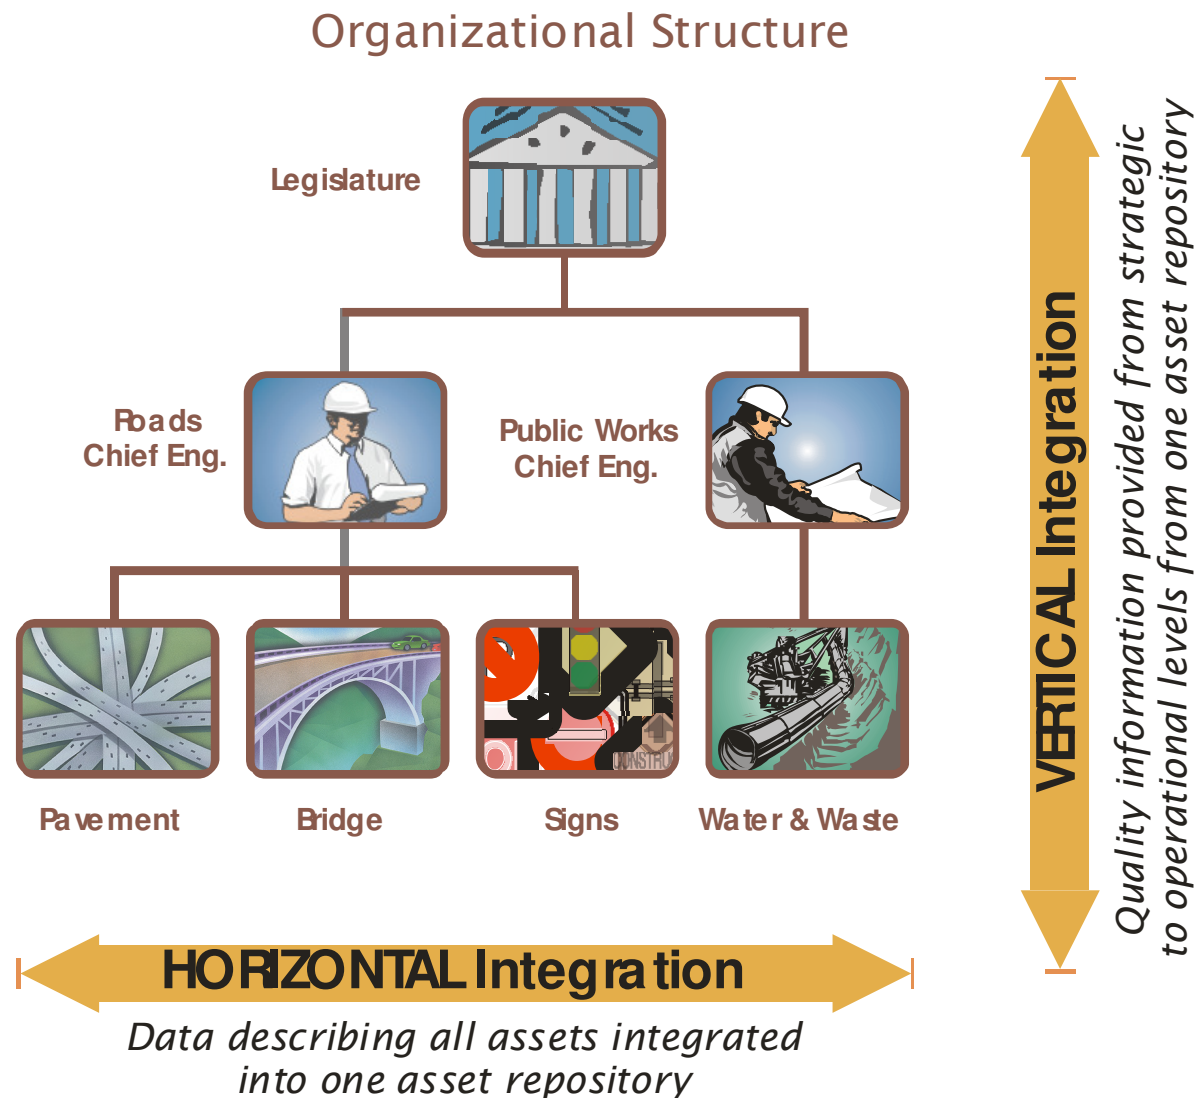 Organizational Structure
Legislature
Roads
Chief Eng.
Public Works
Chief Eng.
CONSTRU
Pavement
Bridge
Signs
Water & Waste
HORIZONTAL Integration
Data describing all assets integrated
into one asset repository
VERTICAL Integration
Quality information provided from strategic
to operational levels from one asset repository